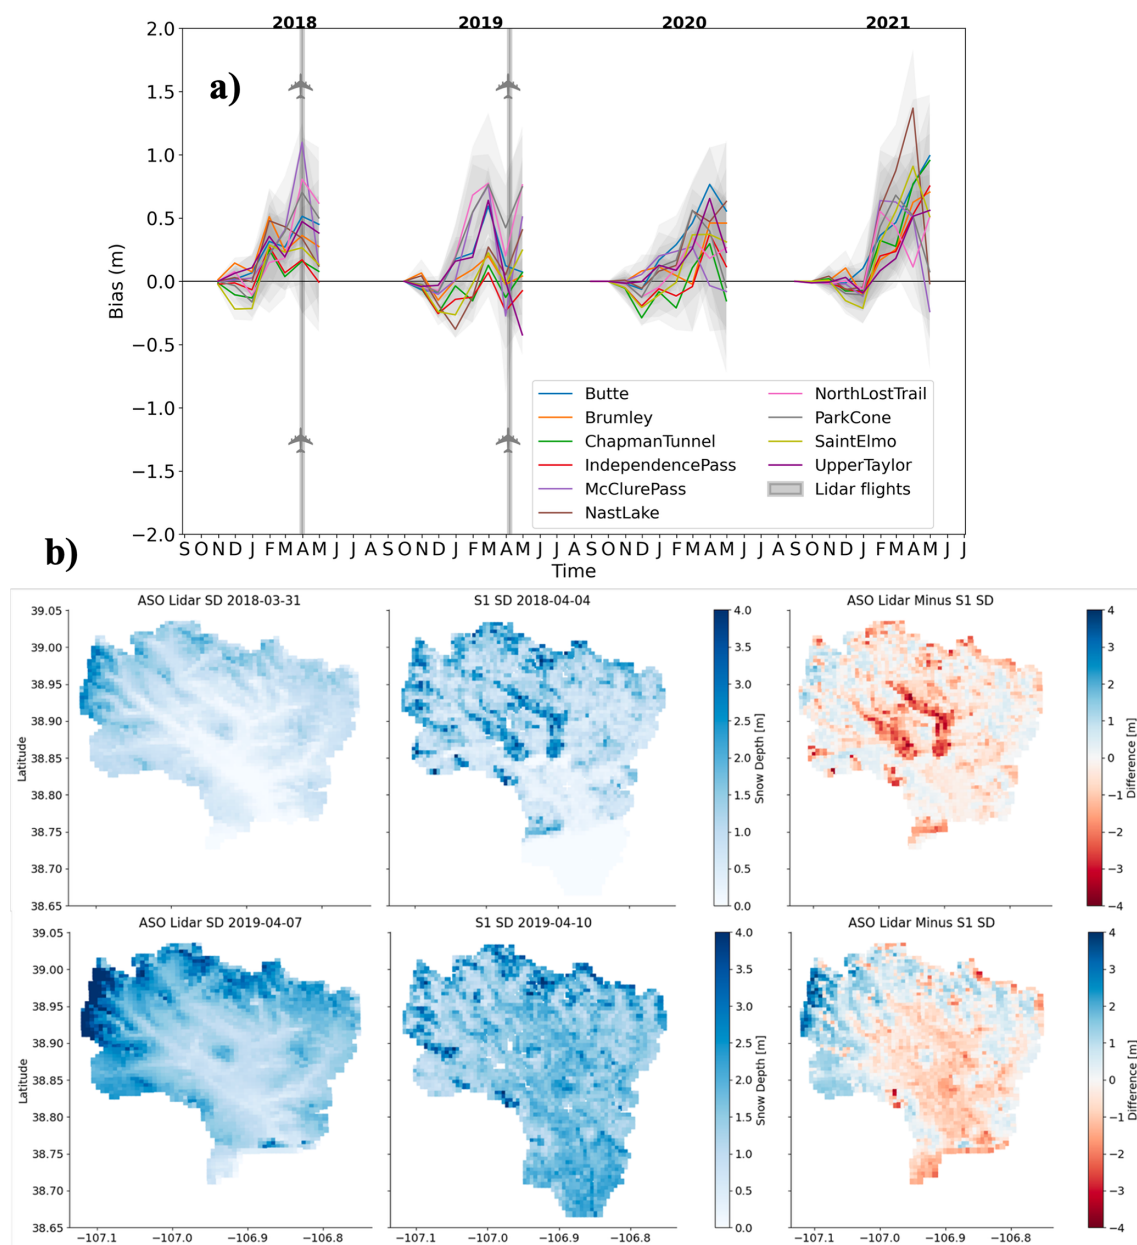 2018 2019 2020 2021
a)
2.0
1.5
1.0
0.5
0.0
−0.5
−1.0
−1.5
−2.0
Bias (m)
Butte
Brumley
ChapmanTunnel
IndependencePass
McClurePass
NastLake
NorthLostTrail
ParkCone
SaintElmo
UpperTaylor
Lidar flights
S O N D J F M A M J J A S O N D J F M A M J J A S O N D J F M A M J J A S O N D J F M A M J J
Time
b)
ASO Lidar SD 2018-03-31
S1 SD 2018-04-04
ASO Lidar Minus S1 SD
39.05
39.00
38.95
38.90
38.85
38.80
38.75
38.70
38.65
Latitude
4.0
3.5
3.0
2.5
2.0
1.5
1.0
0.5
0.0
Snow Depth [m]
4
3
2
1
0
−1
−2
−3
−4
Difference [m]
ASO Lidar SD 2019-04-07
S1 SD 2019-04-10
ASO Lidar Minus S1 SD
39.05
39.00
38.95
38.90
38.85
38.80
38.75
38.70
38.65
Latitude
4.0
3.5
3.0
2.5
2.0
1.5
1.0
0.5
0.0
Snow Depth [m]
4
3
2
1
0
−1
−2
−3
−4
Difference [m]
−107.1 −107.0 −106.9 −106.8
−107.1 −107.0 −106.9 −106.8
−107.1 −107.0 −106.9 −106.8